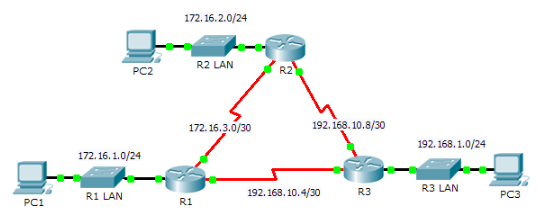 172.16.2.0/24
PC2
R2 LAN
R2
172.16.3.0/30
192.168.10.8/30
172.16.1.0/24
192.168.1.0/24
PC1
R1 LAN
R1
192.168.10.4/30
R3
R3 LAN
PC3